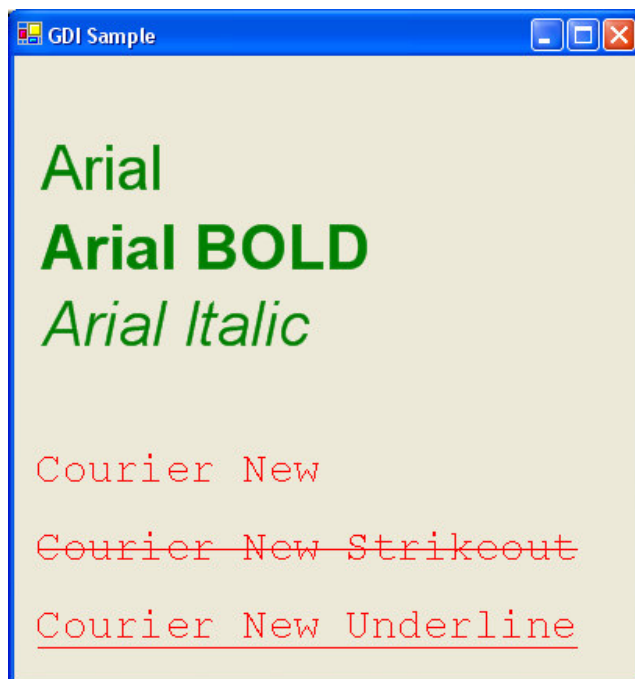 GDI Sample
Arial
Arial BOLD
Arial Italic
Courier New
Courier New Strikeout
Courier New Underline